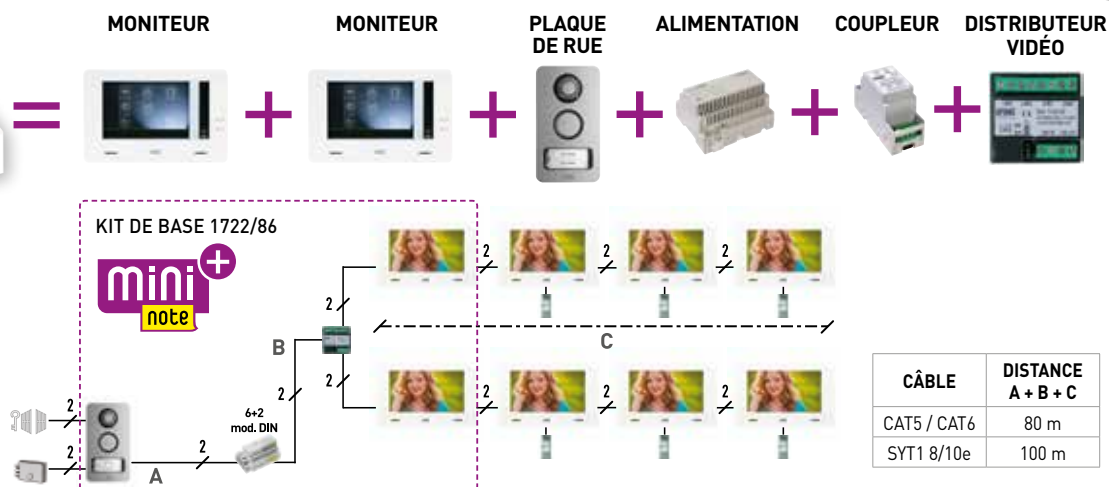 MONITEUR
MONITEUR
PLAQUE
DE RUE
ALIMENTATION
COUPLEUR
DISTRIBUTEUR
VIDÉO
= + + + + +
KIT DE BASE 1722/86
mini +
note
2
2
2
2
2
2
2
2
2
2
2
2
2
A
B
C
6+2
mod. DIN
CÂBLE
DISTANCE
A + B + C
CAT5 / CAT6
80 m
SYT1 8/10e
100 m